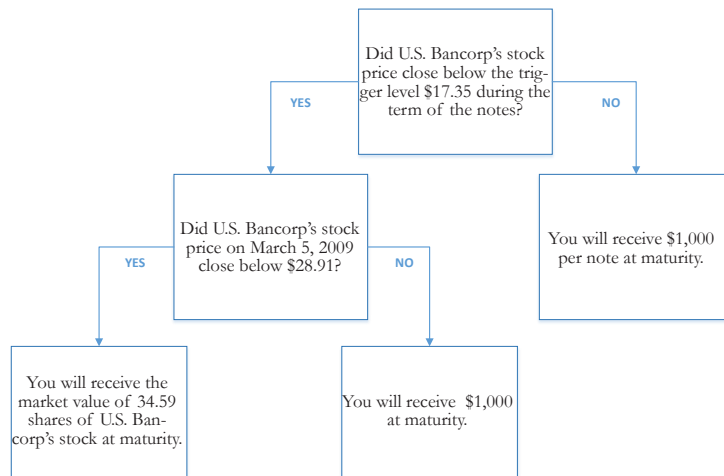 Did U.S. Bancorp's stock
price close below the trig-
ger level $17.35 during the
term of the notes?
YES
NO
Did U.S. Bancorp's stock
price on March 5, 2009
close below $28.91?
You will receive $1,000
per note at maturity.
YES
NO
You will receive the
market value of 34.59
shares of U.S. Ban-
corp's stock at maturity.
You will receive $1,000
at maturity.